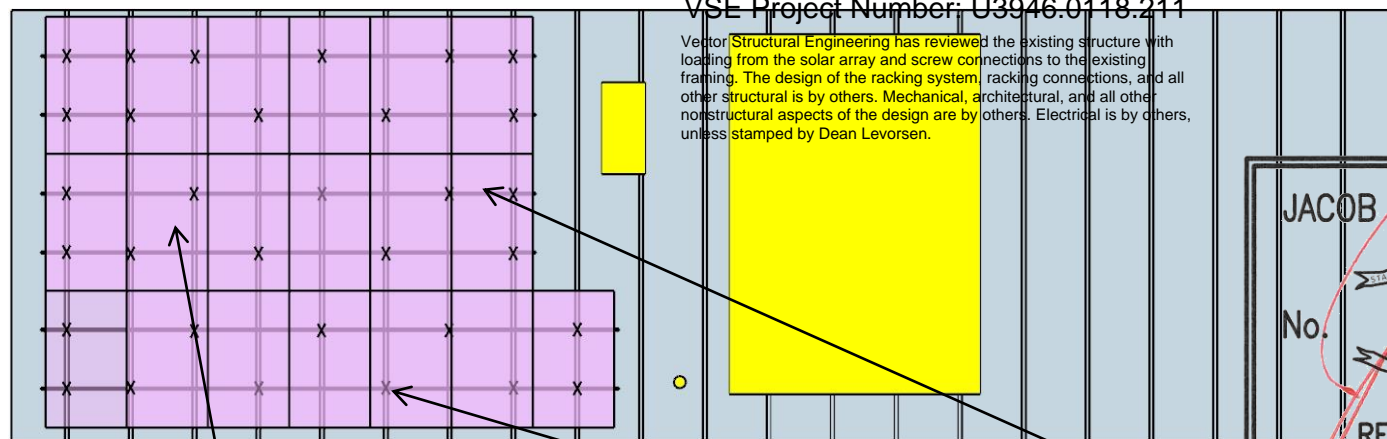 VSE Project Number: U3946.0118.211
Vector Structural Engineering has reviewed the existing structure with
loading from the solar array and screw connections to the existing
framing. The design of the racking system, racking connections, and all
other structural is by others. Mechanical, architectural, and all other
nonstructural aspects of the design are by others. Electrical is by others,
unless stamped by Dean Levorsen.
JACOB
No.